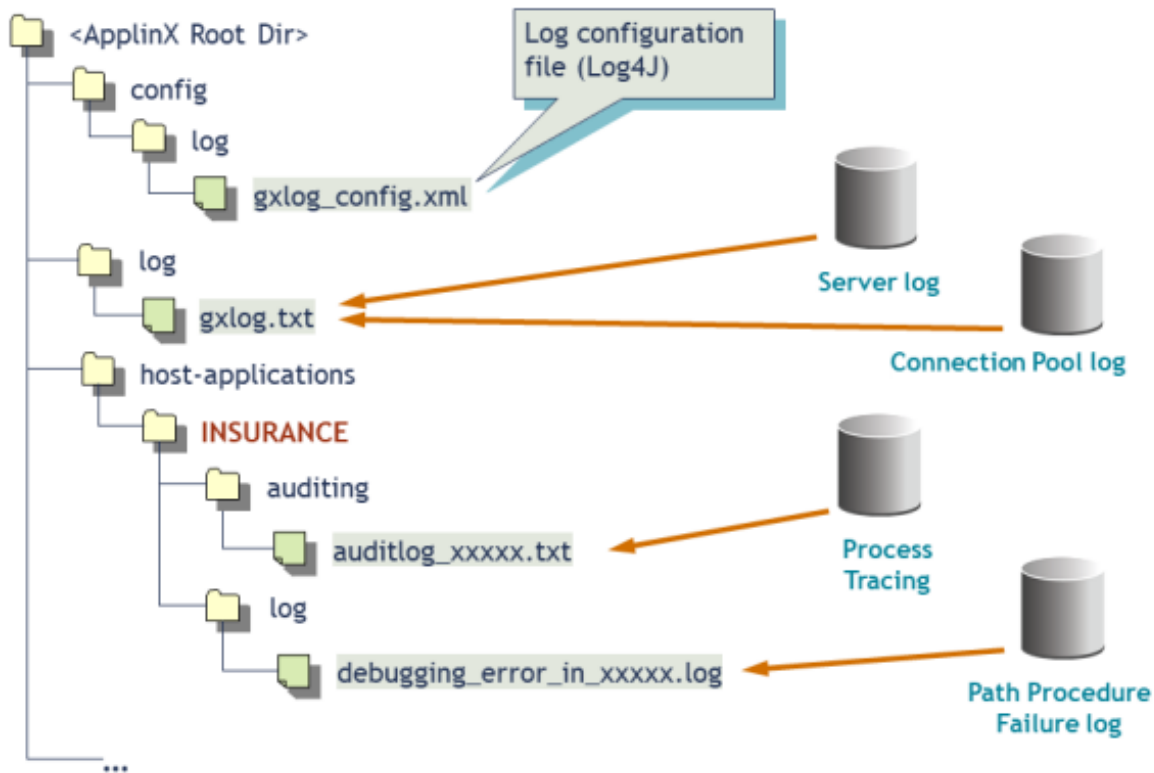 <ApplinX Root Dir>
Log configuration
file (Log4J)
config
log
gxlog_config.xml
log
Server log
gxlog.txt
Connection Pool log
host-applications
INSURANCE
auditing
auditlog_xxxxx.txt
Process
Tracing
log
debugging_error_in_xxxxx.log
Path Procedure
Failure log
...